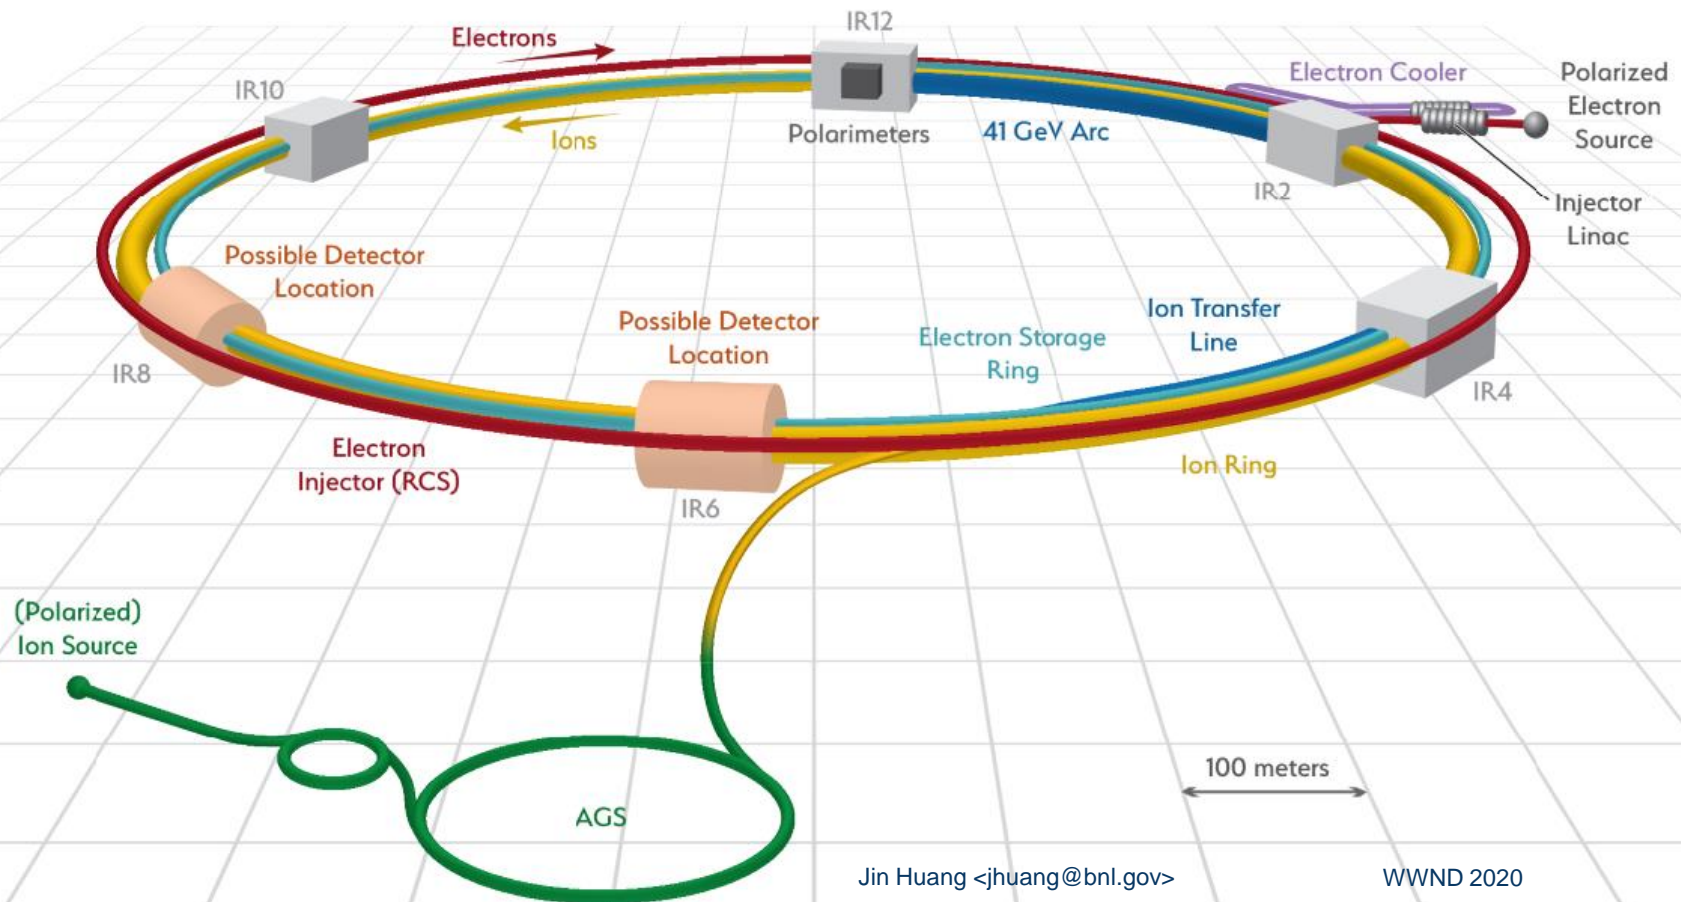 IR12
Electrons
IR10
Ions
Polarimeters
41 GeV Arc
Electron Cooler
Polarized
Electron
Source
IR2
Injector
Linac
Possible Detector
Location
Possible Detector
Location
Electron Storage
Ring
Ion Transfer
Line
IR8
IR4
Electron
Injector (RCS)
IR6
Ion Ring
(Polarized)
Ion Source
AGS
100 meters
Jin Huang <jhuang@bnl.gov>
WWND 2020